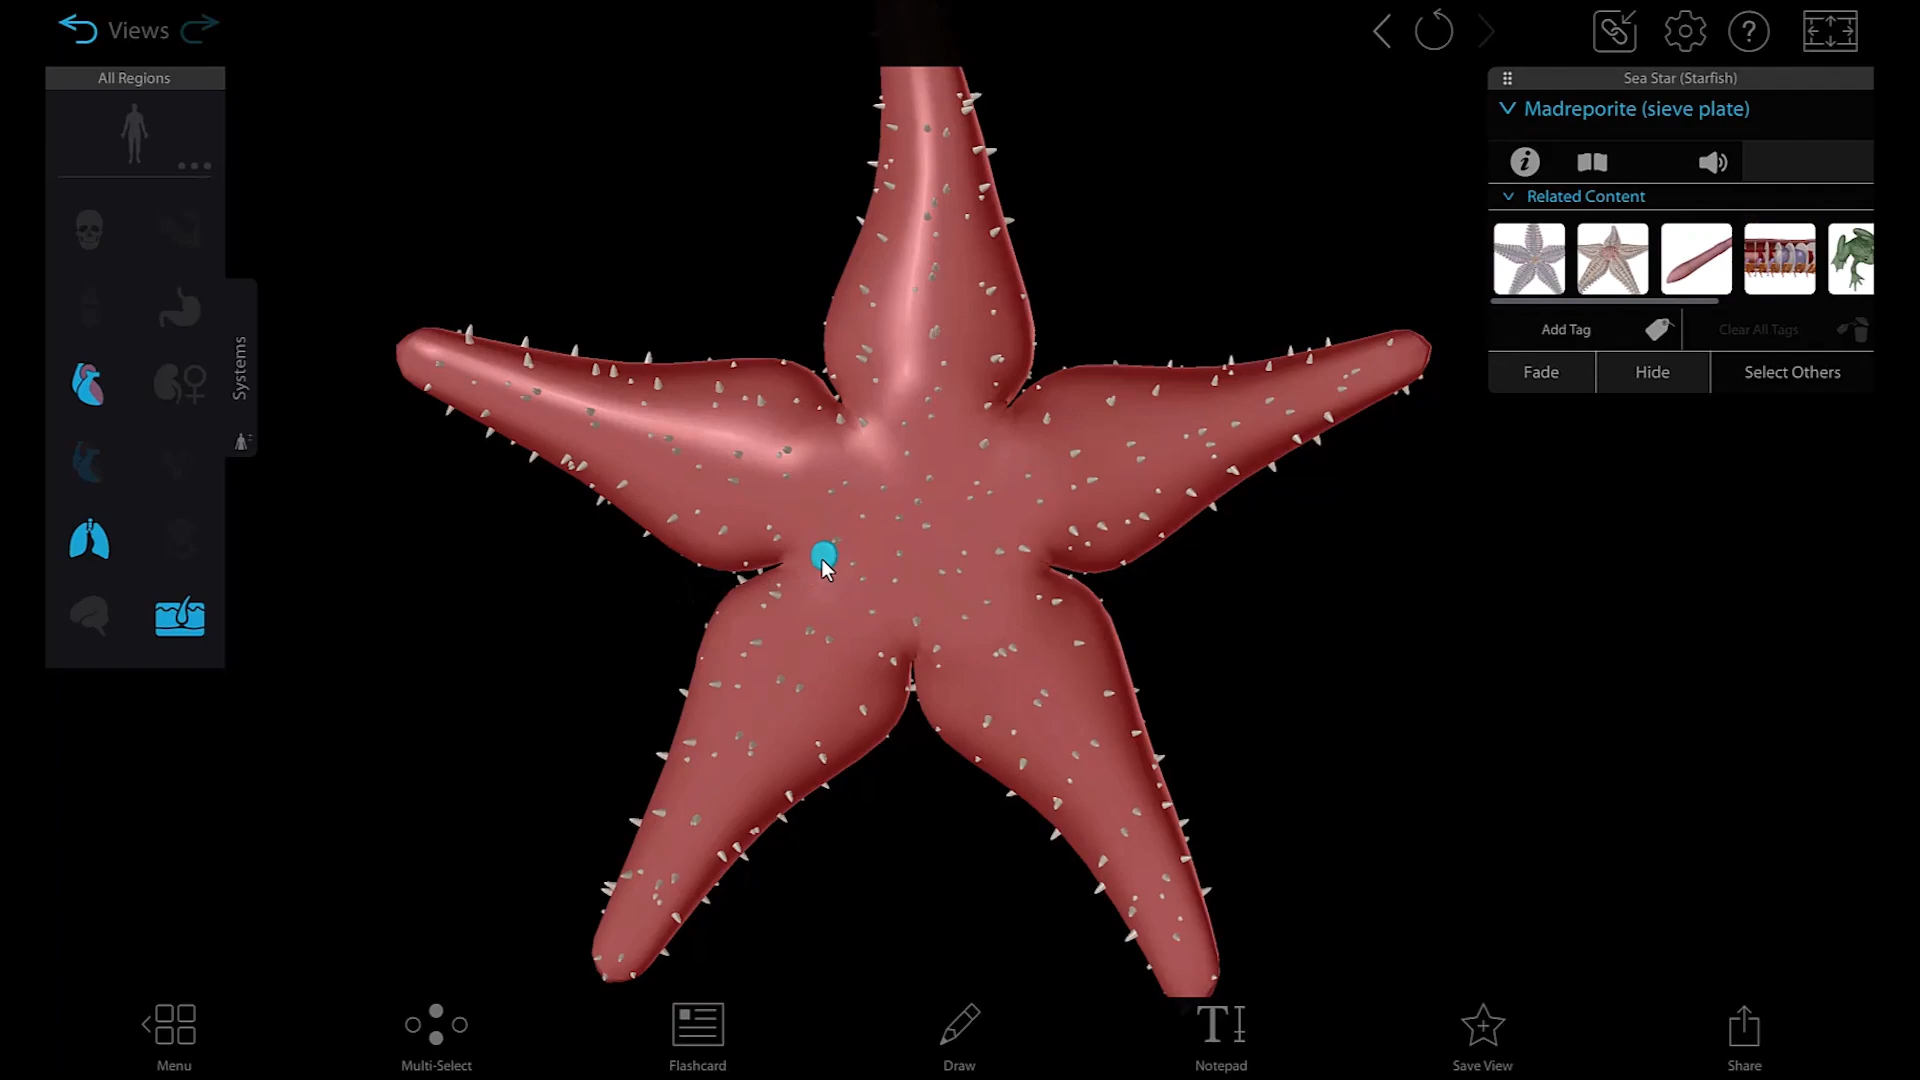 Views
All Regions
Systems
Sea Star (Starfish)
Madreporite (sieve plate)
Related Content
Add Tag
Clear All Tags
Fade
Hide
Select Others
Menu
Multi-Select
Flashcard
Draw
Notepad
Save View
Share